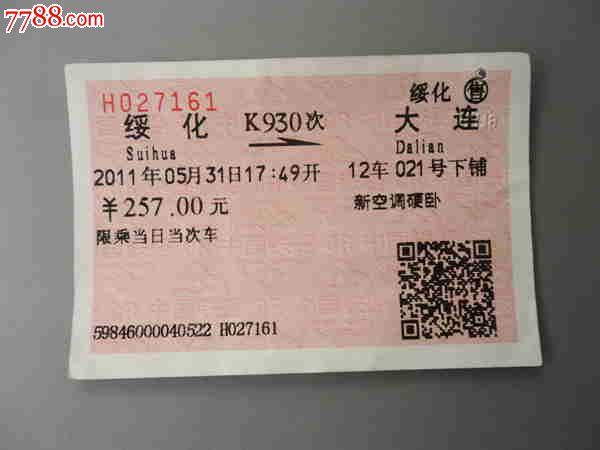 7788.com
H027161
绥化 售
绥化 K930次 大连
Suihua Dalian
2011年05月31日17:49开 12车 021号下铺
￥257.00元 新空调硬卧
限乘当日当次车
59846000040522 H027161